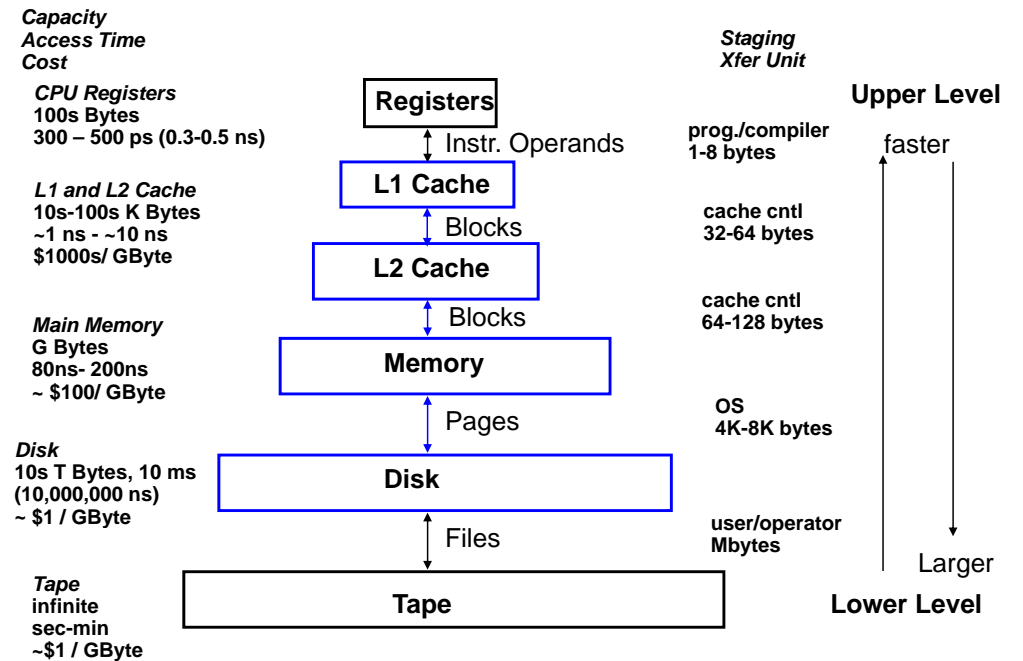 Capacity
Access Time
Cost
CPU Registers
100s Bytes
300 – 500 ps (0.3-0.5 ns)
L1 and L2 Cache
10s-100s K Bytes
~1 ns - ~10 ns
$1000s/ GByte
Main Memory
G Bytes
80ns- 200ns
~ $100/ GByte
Disk
10s T Bytes, 10 ms
(10,000,000 ns)
~ $1 / GByte
Tape
infinite
sec-min
~$1 / GByte
Registers
Instr. Operands
L1 Cache
Blocks
L2 Cache
Blocks
Memory
Pages
Disk
Files
Tape
Staging
Xfer Unit
prog./compiler
1-8 bytes
cache cntl
32-64 bytes
cache cntl
64-128 bytes
OS
4K-8K bytes
user/operator
Mbytes
Upper Level
faster
Larger
Lower Level